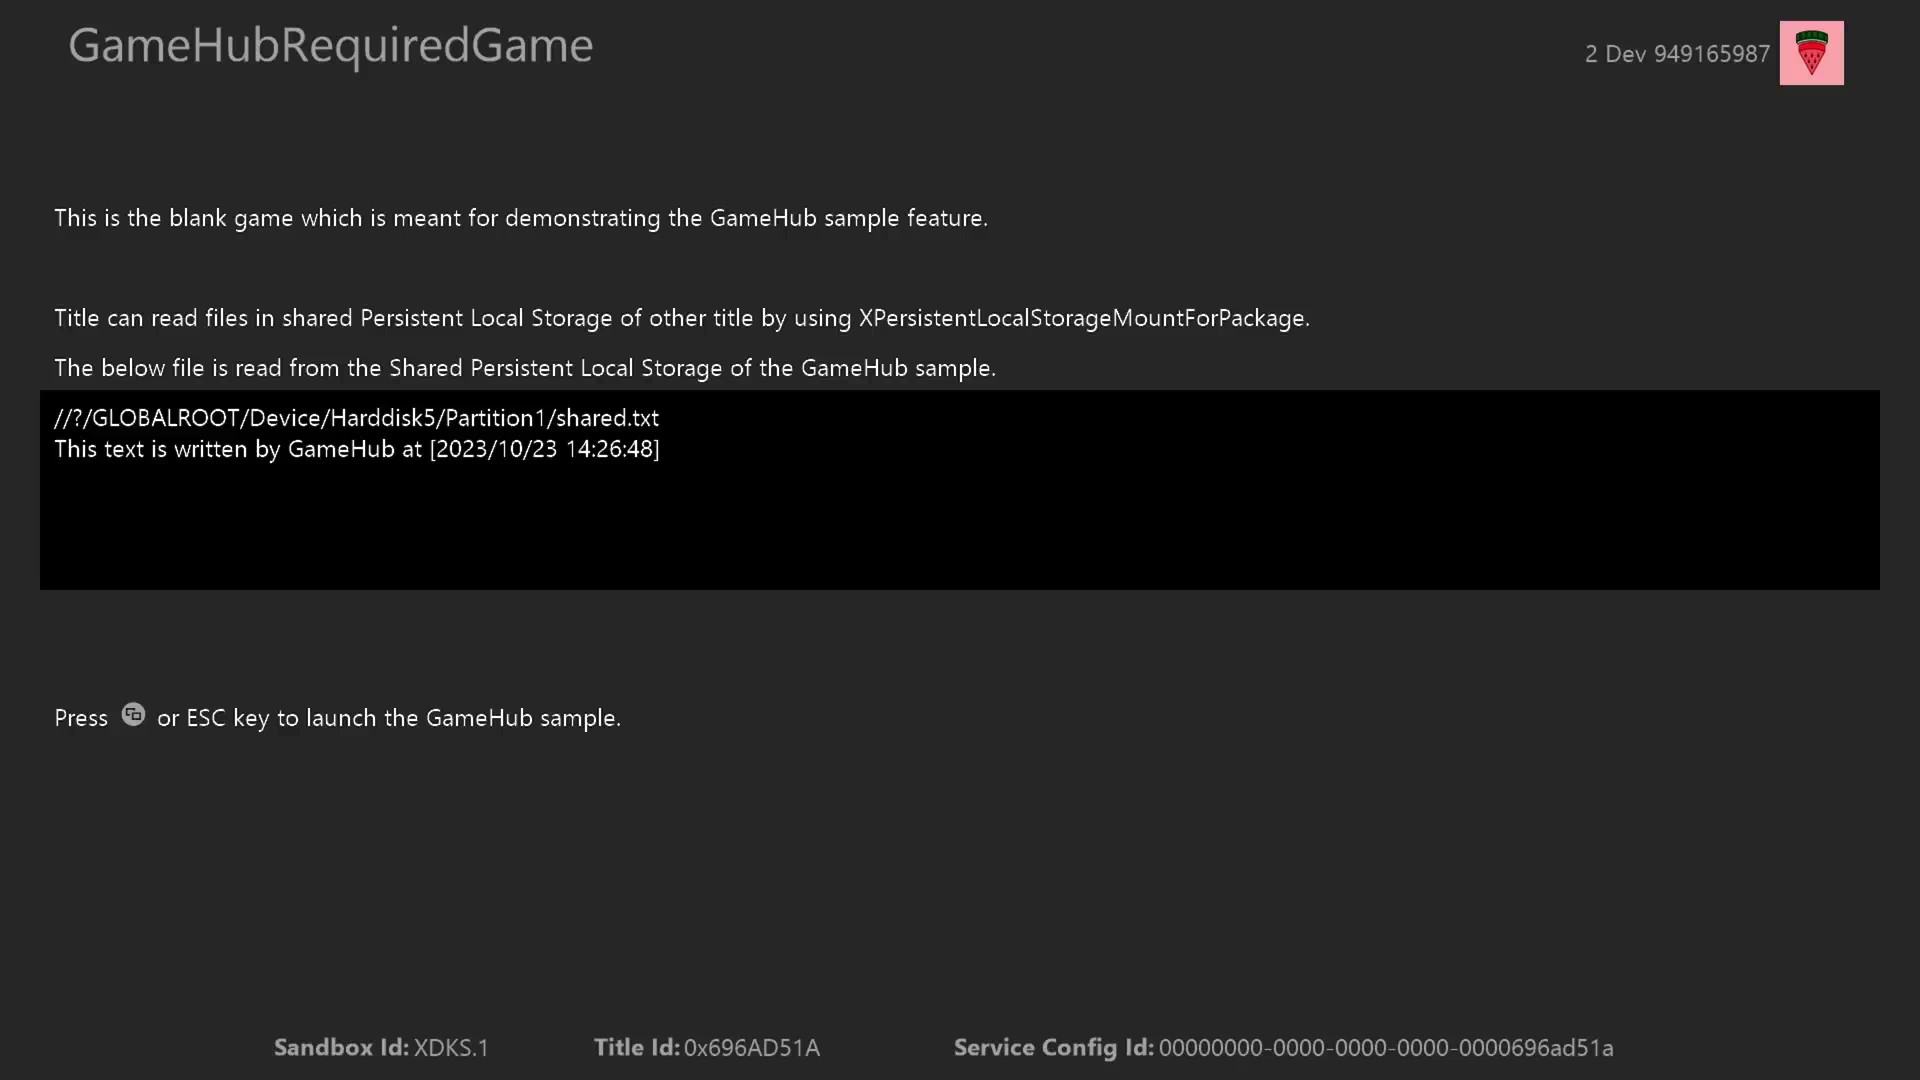 GameHubRequiredGame
2 Dev 949165987
This is the blank game which is meant for demonstrating the GameHub sample feature.
Title can read files in shared Persistent Local Storage of other title by using XPersistentLocalStorageMountForPackage.
The below file is read from the Shared Persistent Local Storage of the GameHub sample.
//?/GLOBALROOT/Device/Harddisk5/Partition1/shared.txt
This text is written by GameHub at [2023/10/23 14:26:48]
Press or ESC key to launch the GameHub sample.
Sandbox Id: XDKS.1 Title Id: 0x696AD51A Service Config Id: 00000000-0000-0000-0000-0000696ad51a